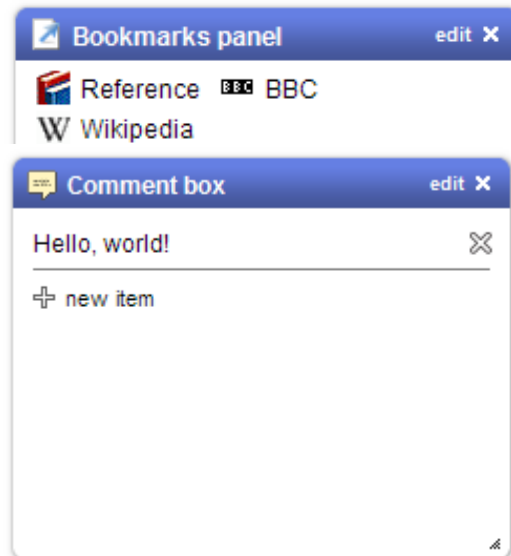 Bookmarks panel edit
Reference BBC BBC
W Wikipedia
Comment box edit
Hello, world!
new item